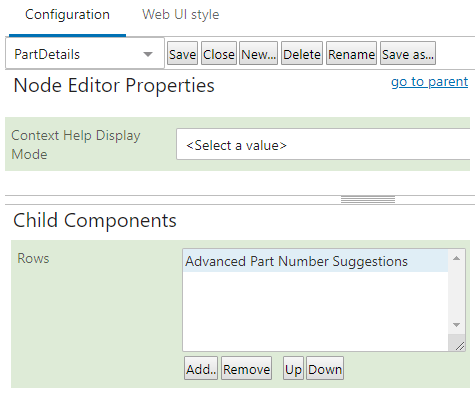 Configuration Web UI style
PartDetails Save Close New... Delete Rename Save as...
Node Editor Properties go to parent
Context Help Display
Mode
<Select a value>
Child Components
Rows
Advanced Part Number Suggestions
Add.. Remove Up Down